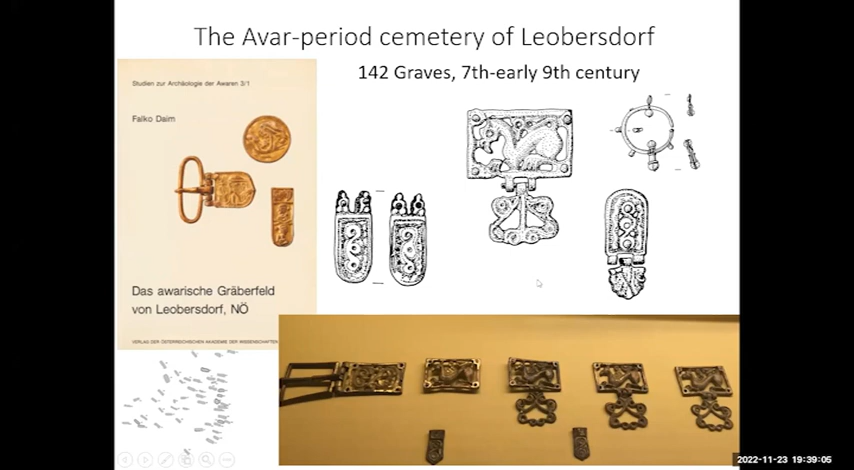 The Avar-period cemetery of Leobersdorf
142 Graves, 7th-early 9th century
Studien zur Archäologie der Awaren 3/1
Falko Daim
Das awarische Gräberfeld
von Leobersdorf, NÖ
VERLAG DER ÖSTERREICHISCHEN AKADEMIE DER WISSENSCHAFTEN
2022-11-23 19:39:05